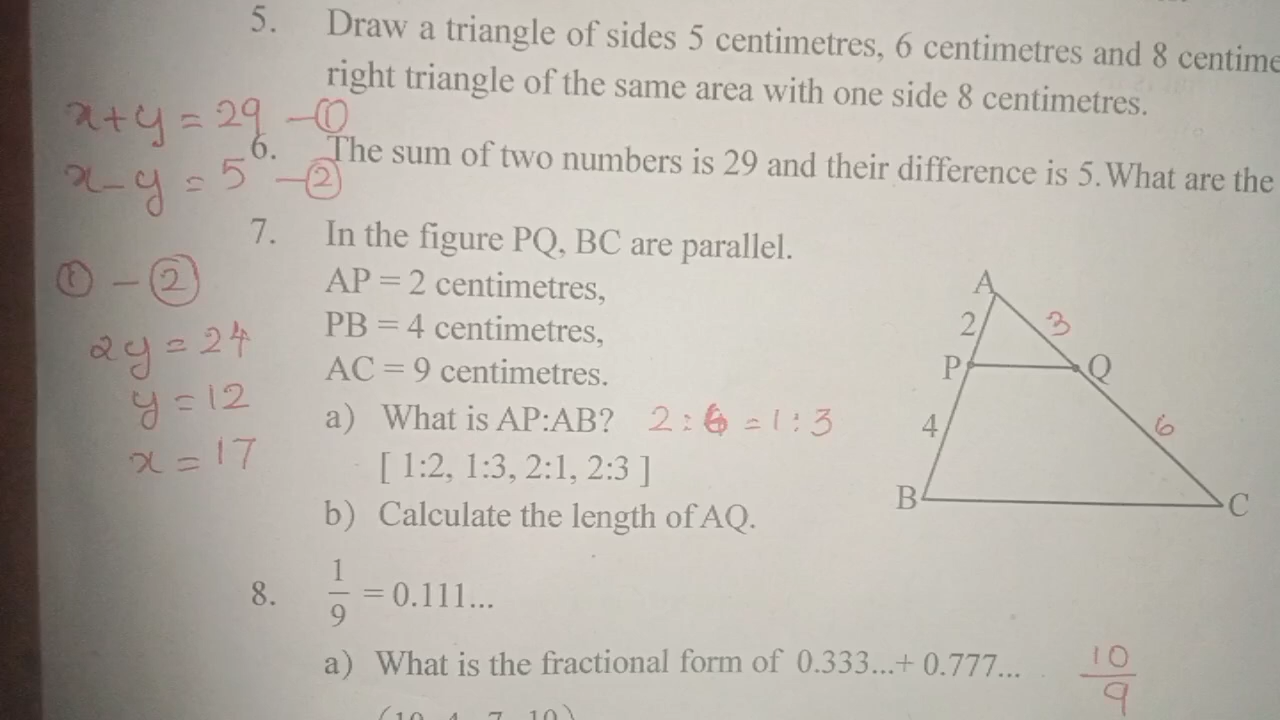 5. Draw a triangle of sides 5 centimetres, 6 centimetres and 8 centime
right triangle of the same area with one side 8 centimetres.
x+y = 29 —①
6. The sum of two numbers is 29 and their difference is 5. What are the
x-y = 5 —②
7. In the figure PQ, BC are parallel.
① - ②
AP = 2 centimetres,
PB = 4 centimetres,
AC = 9 centimetres.
2y = 24
y = 12
x = 17
a) What is AP:AB? 2:6 = 1:3
[ 1:2, 1:3, 2:1, 2:3 ]
b) Calculate the length of AQ.
A
2
3
P
Q
4
6
B
C
8. 1/9 = 0.111...
a) What is the fractional form of 0.333...+ 0.777... 10/9